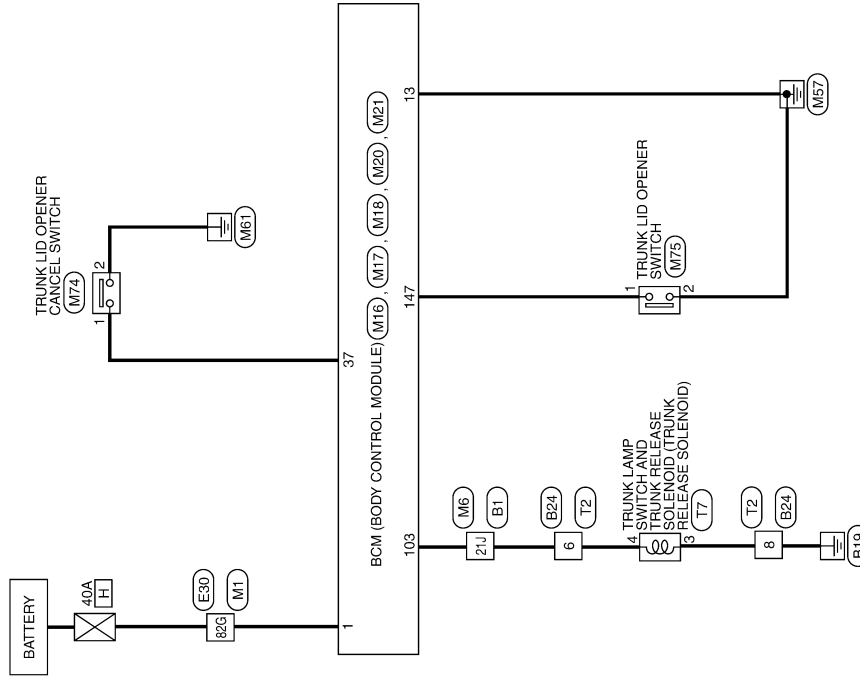 BATTERY
40A
H
E30
82G
M1
1
TRUNK LID OPENER
CANCEL SWITCH
M74
1
2
M61
37
BCM (BODY CONTROL MODULE) M16 , M17 , M18 , M20 , M21
103
147
13
M6
21J
B1
B24
6
T2
TRUNK LAMP
SWITCH AND
TRUNK RELEASE
SOLENOID (TRUNK
RELEASE SOLENOID)
4
3
T7
T2
8
B24
B19
TRUNK LID OPENER
SWITCH
M75
1
2
M57